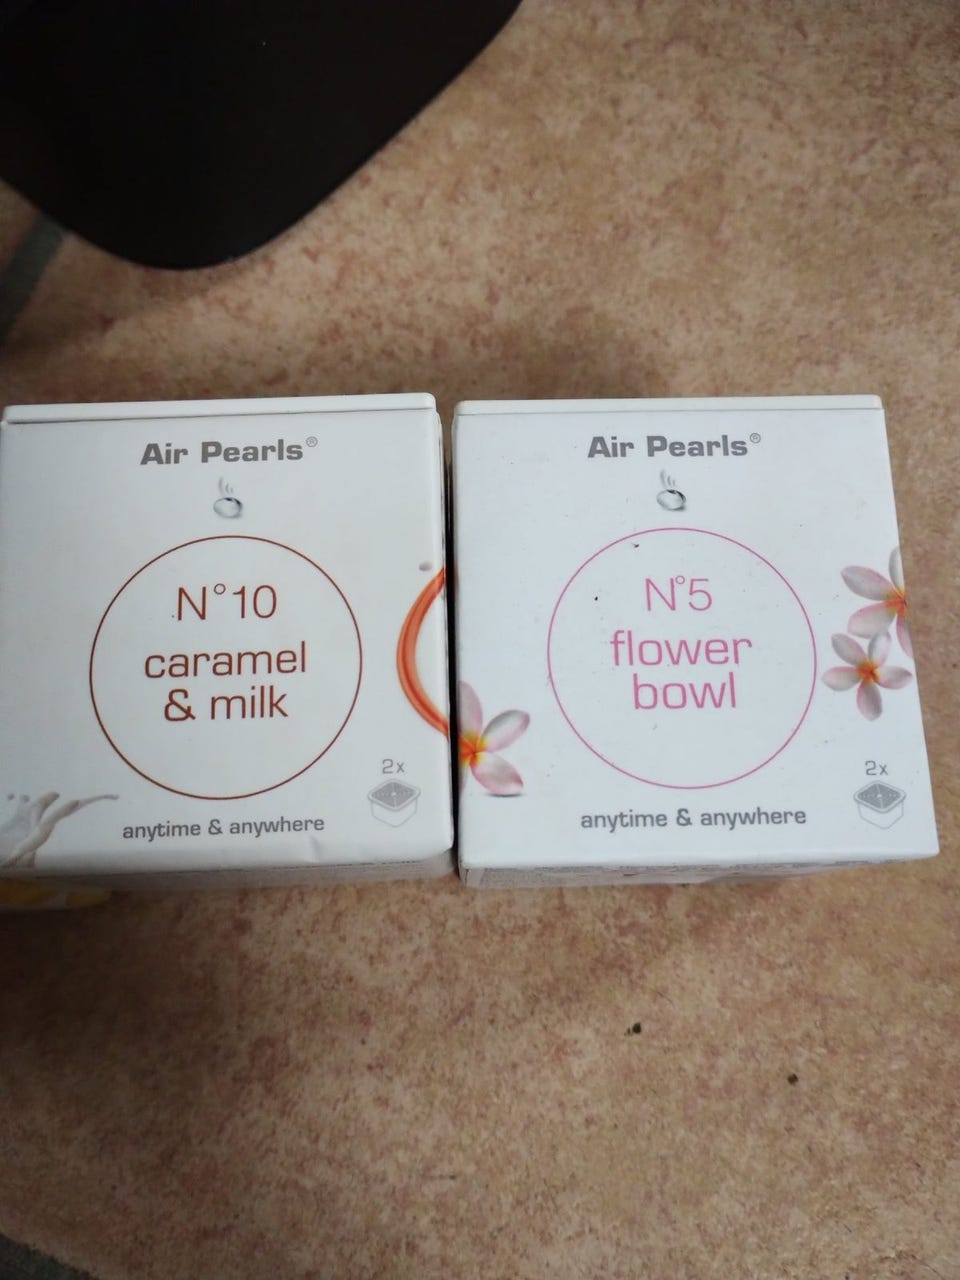 Air Pearls®
N°10
caramel
& milk
2x
anytime & anywhere
Air Pearls®
N°5
flower
bowl
2x
anytime & anywhere